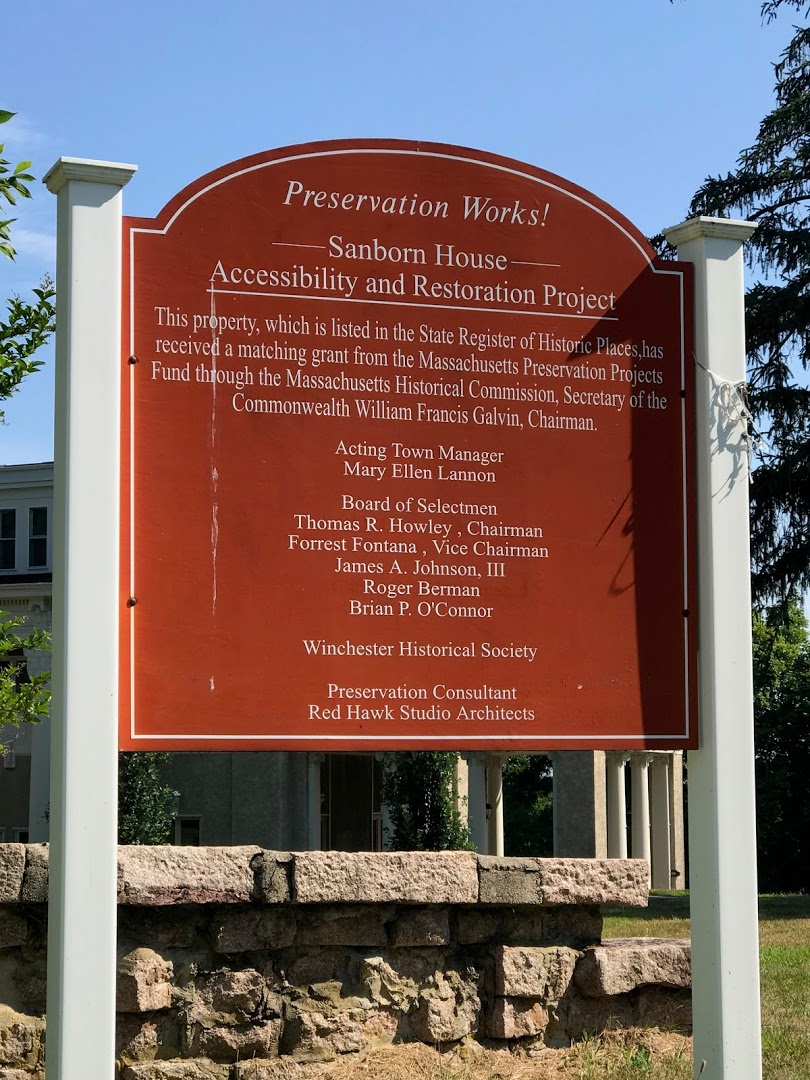 Preservation Works!
Sanborn House
Accessibility and Restoration Project
This property, which is listed in the State Register of Historic Places,has
received a matching grant from the Massachusetts Preservation Projects
Fund through the Massachusetts Historical Commission, Secretary of the
Commonwealth William Francis Galvin, Chairman.
Acting Town Manager
Mary Ellen Lannon
Board of Selectmen
Thomas R. Howley , Chairman
Forrest Fontana , Vice Chairman
James A. Johnson, III
Roger Berman
Brian P. O'Connor
Winchester Historical Society
Preservation Consultant
Red Hawk Studio Architects